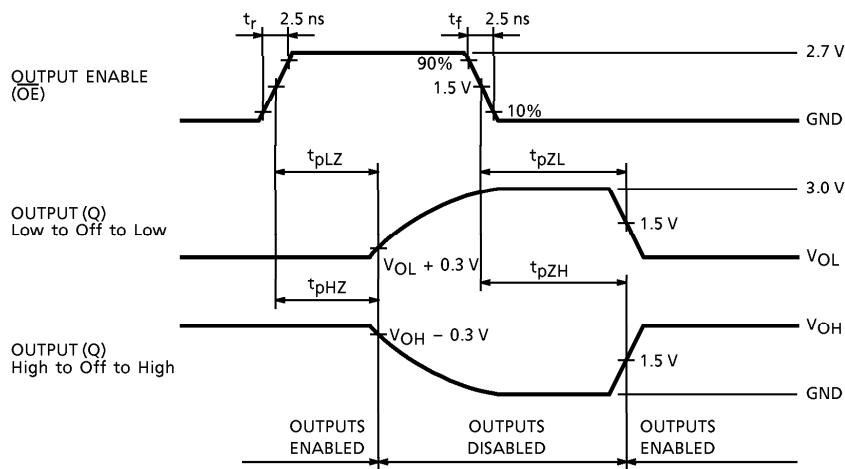 tr 2.5 ns
tf 2.5 ns
2.7 V
OUTPUT ENABLE
(OE)
90%
1.5 V
10%
GND
tpLZ
tpZL
3.0 V
OUTPUT (Q)
Low to Off to Low
1.5 V
VOL + 0.3 V
VOL
tpHZ
tpZH
VOH
VOH − 0.3 V
OUTPUT (Q)
High to Off to High
1.5 V
GND
OUTPUTS
ENABLED
OUTPUTS
DISABLED
OUTPUTS
ENABLED